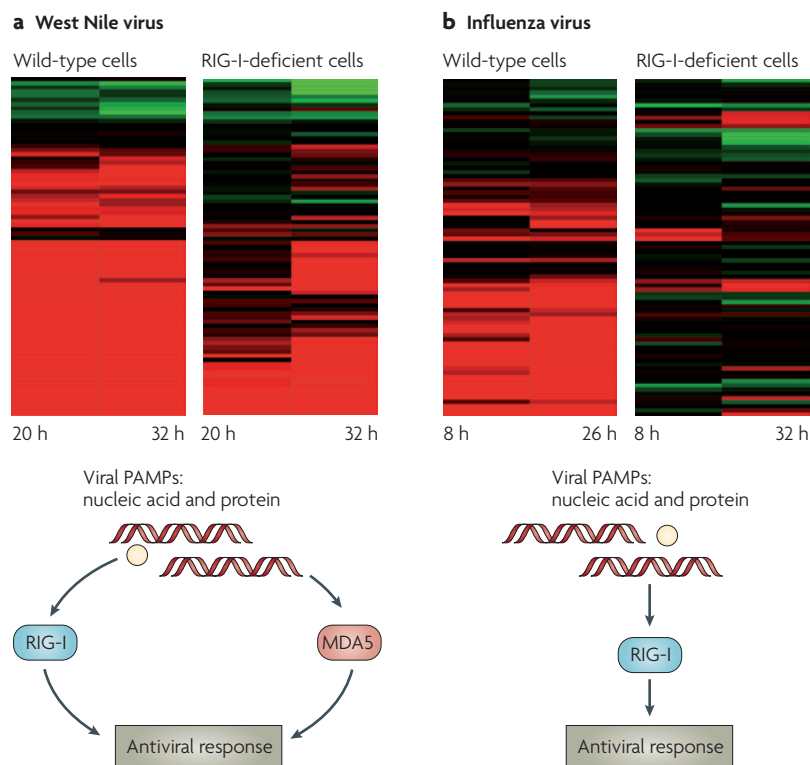 a West Nile virus
Wild-type cells
RIG-I-deficient cells
20 h
32 h
20 h
32 h
Viral PAMPs:
nucleic acid and protein
RIG-I
MDA5
Antiviral response
b Influenza virus
Wild-type cells
RIG-I-deficient cells
8 h
26 h
8 h
32 h
Viral PAMPs:
nucleic acid and protein
RIG-I
Antiviral response